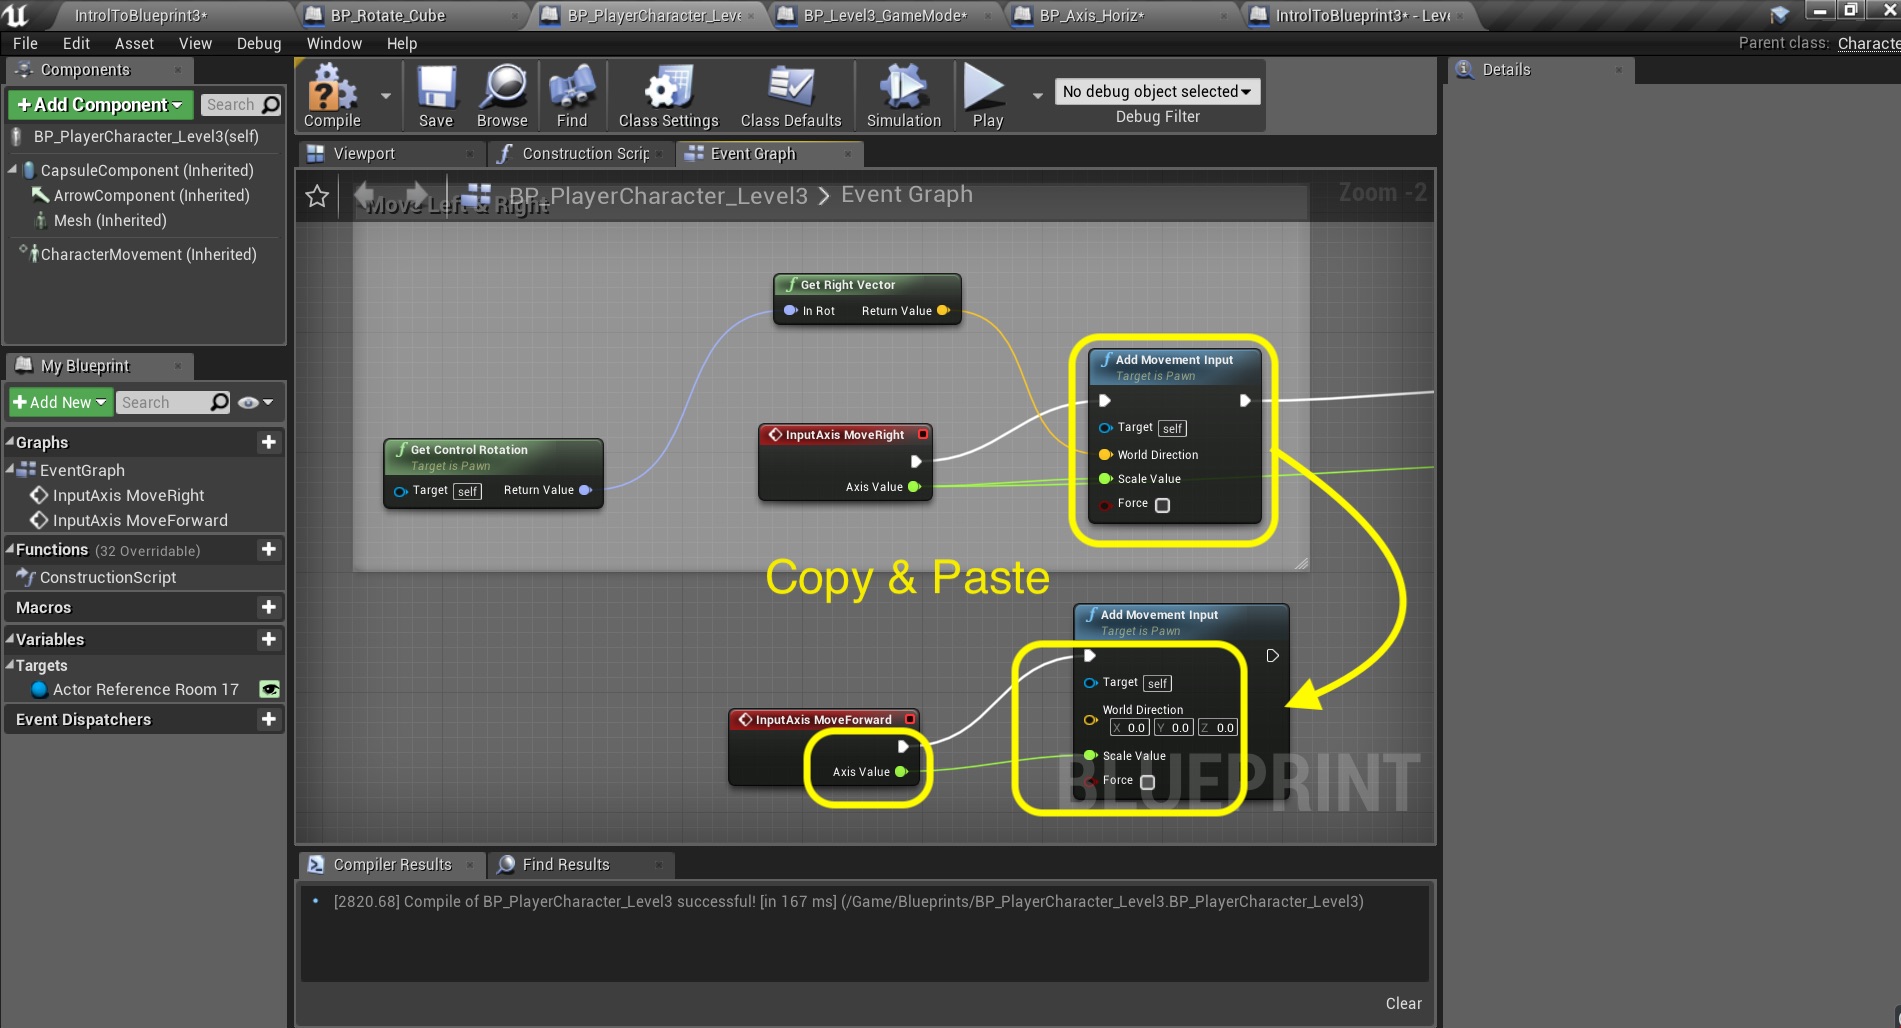 IntrolToBlueprint3*
BP_Rotate_Cube
BP_PlayerCharacter_Leve
BP_Level3_GameMode*
BP_Axis_Horiz*
IntrolToBlueprint3* - Leve
File Edit Asset View Debug Window Help
Parent class: Characte
Components
Details
+Add Component
Search
Compile
Save
Browse
Find
Class Settings
Class Defaults
Simulation
Play
No debug object selected
Debug Filter
BP_PlayerCharacter_Level3(self)
CapsuleComponent (Inherited)
ArrowComponent (Inherited)
Mesh (Inherited)
CharacterMovement (Inherited)
Viewport
Construction Scrip
Event Graph
BP_PlayerCharacter_Level3 > Event Graph
Zoom -2
Move Left & Right
My Blueprint
+Add New
Search
Graphs
EventGraph
InputAxis MoveRight
InputAxis MoveForward
Functions (32 Overridable)
ConstructionScript
Macros
Variables
Targets
Actor Reference Room 17
Event Dispatchers
Get Right Vector
In Rot Return Value
Add Movement Input
Target is Pawn
Target self
World Direction
Scale Value
Force
Get Control Rotation
Target is Pawn
Target self Return Value
InputAxis MoveRight
Axis Value
Copy & Paste
Add Movement Input
Target is Pawn
Target self
World Direction
X 0.0 Y 0.0 Z 0.0
Scale Value
Force
InputAxis MoveForward
Axis Value
BLUEPRINT
Compiler Results
Find Results
[2820.68] Compile of BP_PlayerCharacter_Level3 successful! [in 167 ms] (/Game/Blueprints/BP_PlayerCharacter_Level3.BP_PlayerCharacter_Level3)
Clear